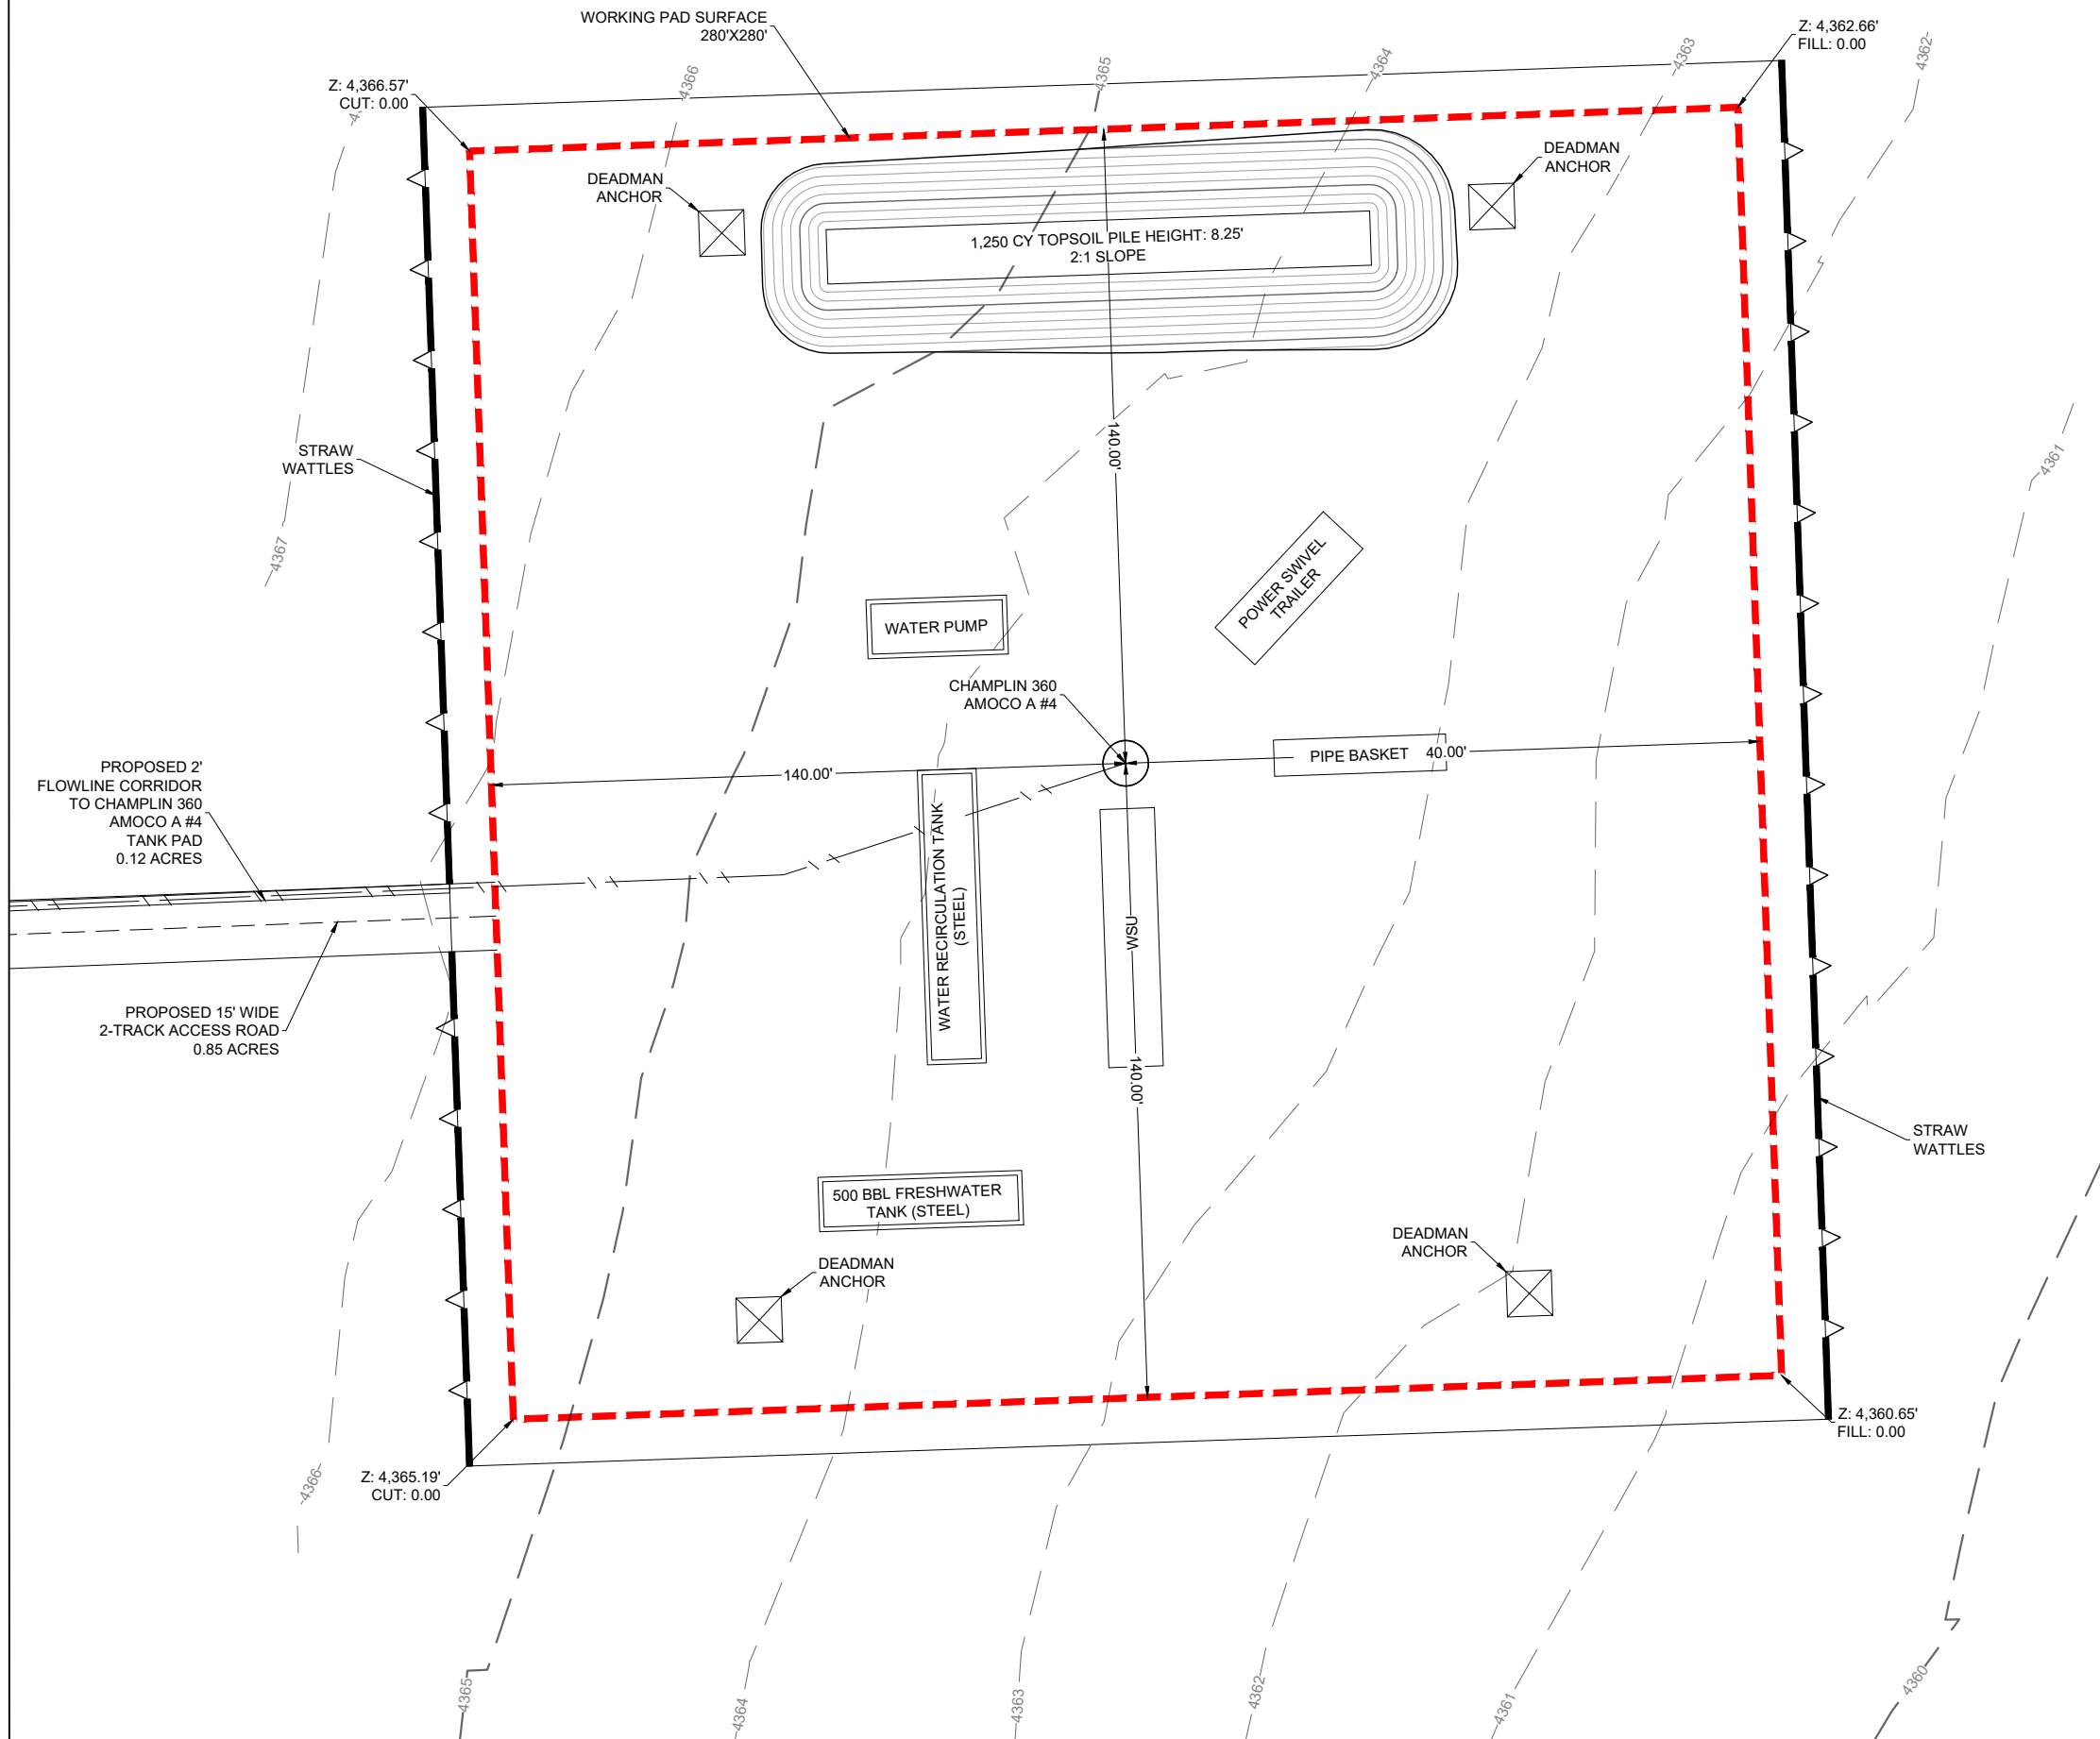 WORKING PAD SURFACE
280'X280'
Z: 4,362.66'
FILL: 0.00
Z: 4,366.57'
CUT: 0.00
4366
4365
4364
4363
4362
DEADMAN
ANCHOR
DEADMAN
ANCHOR
1,250 CY TOPSOIL PILE HEIGHT: 8.25'
2:1 SLOPE
STRAW
WATTLES
140.00'
4361
4367
POWER SWIVEL
TRAILER
WATER PUMP
CHAMPLIN 360
AMOCO A #4
PIPE BASKET
40.00'
140.00'
PROPOSED 2'
FLOWLINE CORRIDOR
TO CHAMPLIN 360
AMOCO A #4
TANK PAD
0.12 ACRES
WATER RECIRCULATION TANK
(STEEL)
WSU
PROPOSED 15' WIDE
2-TRACK ACCESS ROAD
0.85 ACRES
140.00'
STRAW
WATTLES
500 BBL FRESHWATER
TANK (STEEL)
DEADMAN
ANCHOR
DEADMAN
ANCHOR
Z: 4,360.65'
FILL: 0.00
Z: 4,365.19'
CUT: 0.00
4366
4365
4364
4363
4362
4361
4360